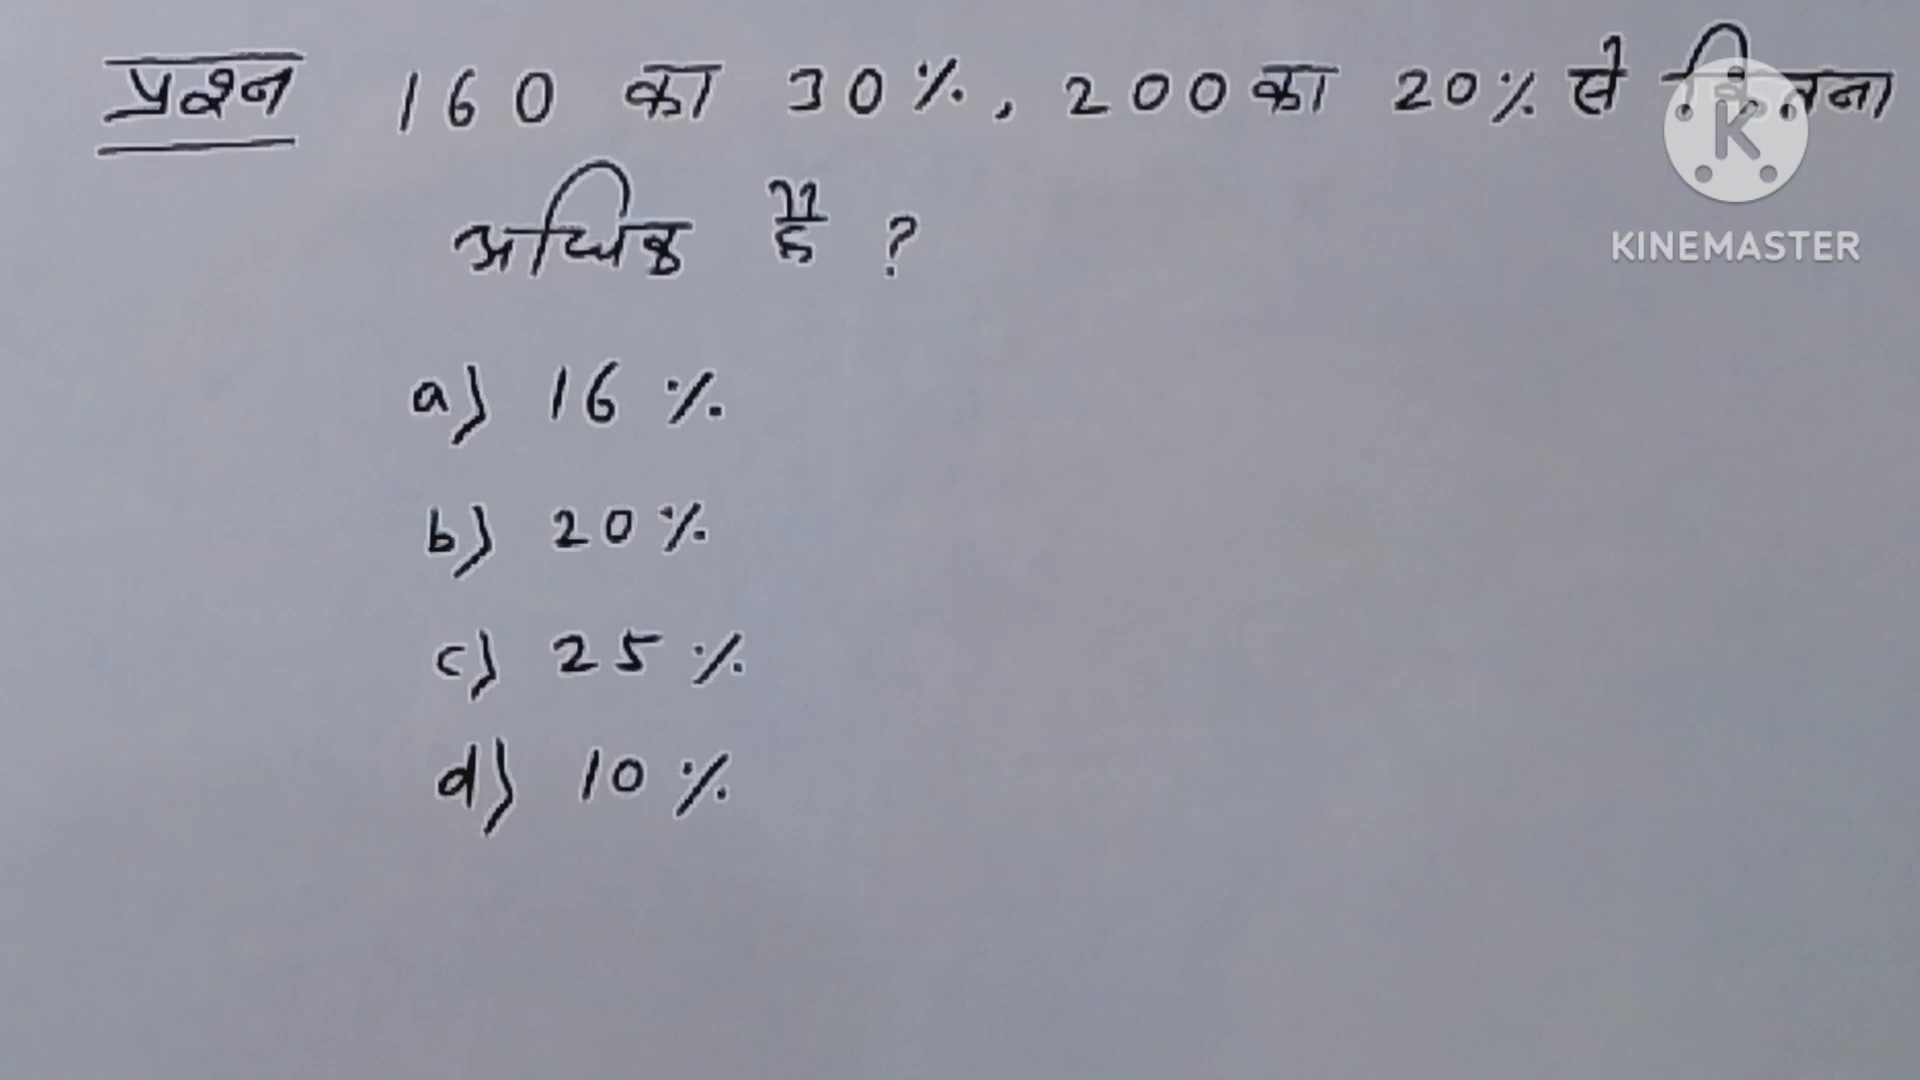 प्रश्न 160 का 30%, 200 का 20% से कितना
अधिक है ?
a) 16 %
b) 20 %
c) 25 %
d) 10 %
K
KINEMASTER